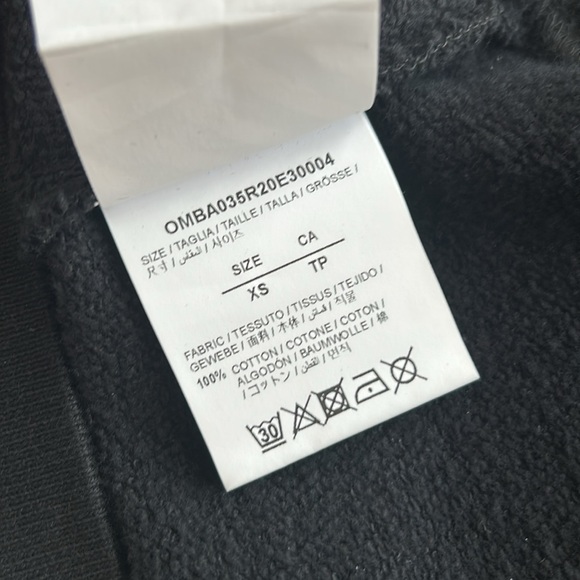 OMBA035R20E30004
SIZE / TAGLIA / TAILLE / TALLA / GRÖSSE /
尺寸 / المقاس / 사이즈
SIZE CA
XS TP
FABRIC / TESSUTO / TISSUS / TEJIDO /
GEWEBE / 面料 / 本体 / قماش / 직물
100% COTTON / COTONE / COTON /
ALGODÓN / BAUMWOLLE / 棉
/ コットン / القطن / 면직
30